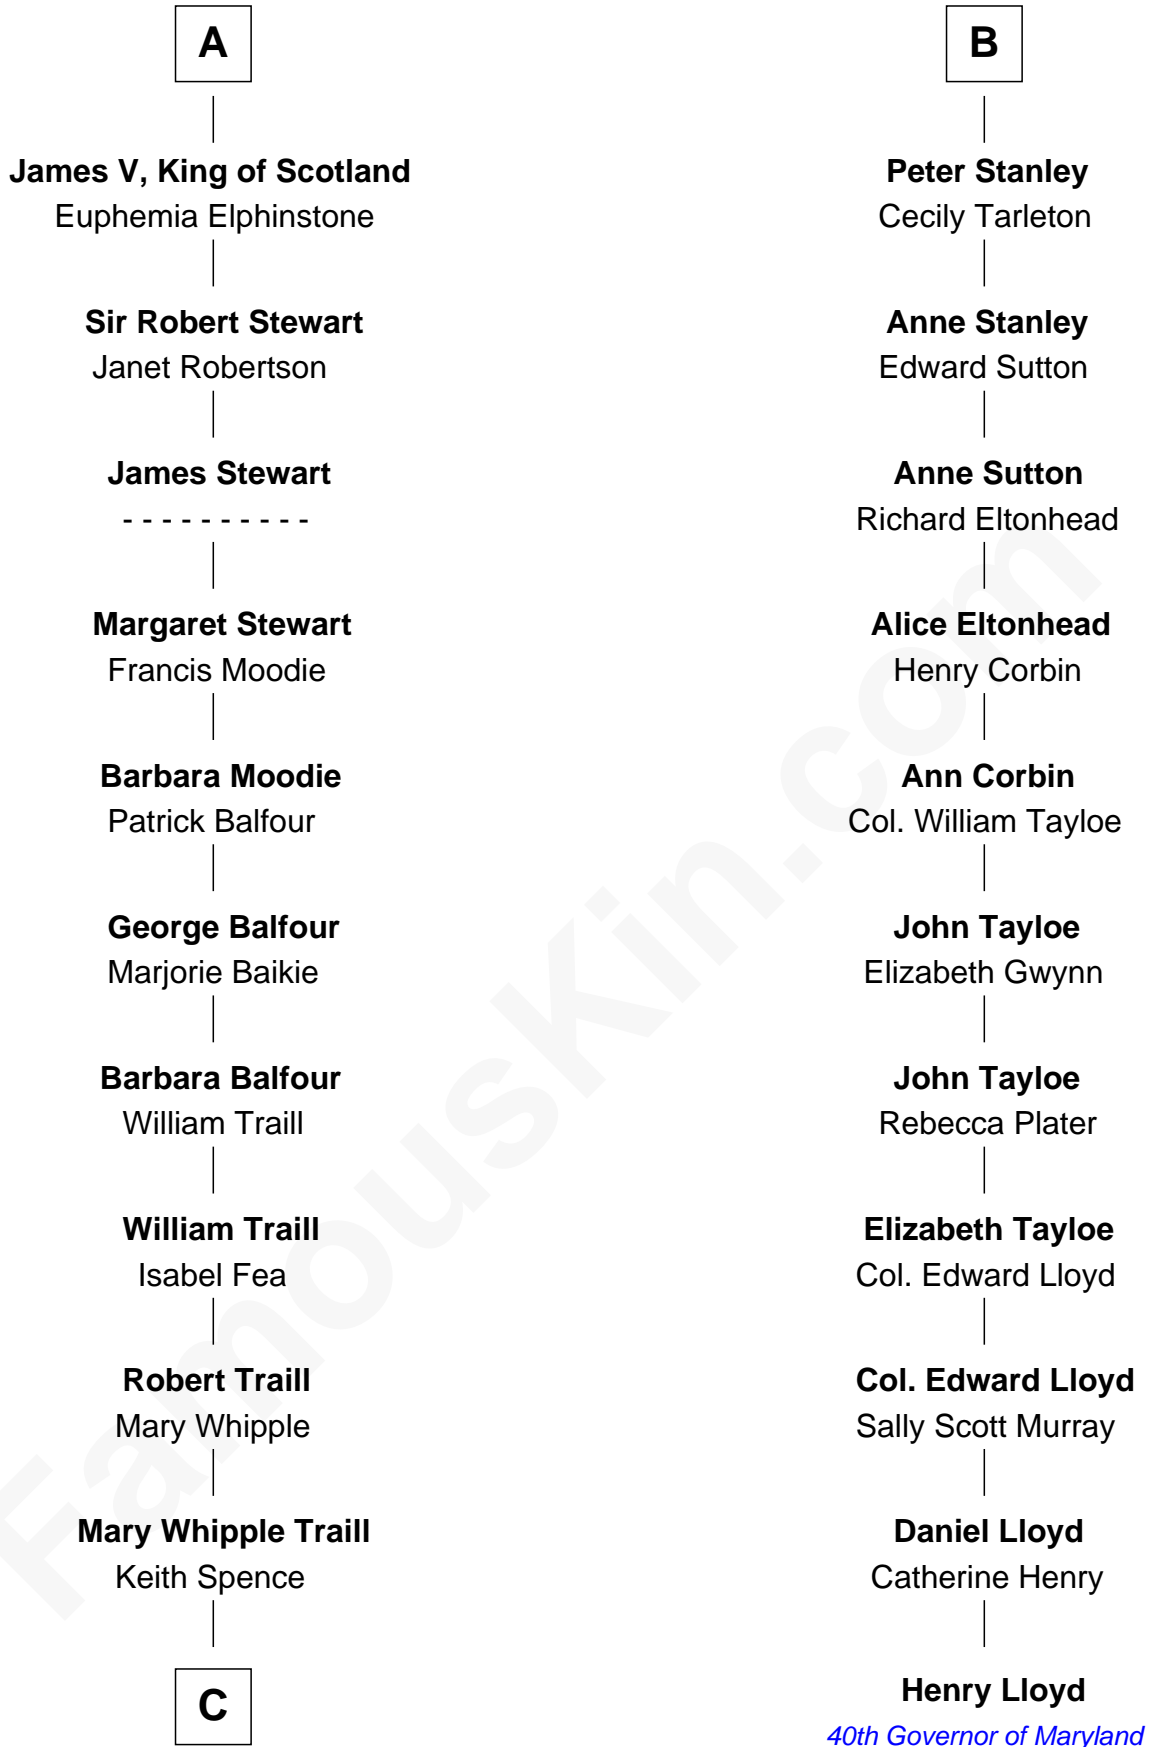 A
James V, King of Scotland
Euphemia Elphinstone
Sir Robert Stewart
Janet Robertson
James Stewart
- - - - - - - - - -
Margaret Stewart
Francis Moodie
Barbara Moodie
Patrick Balfour
George Balfour
Marjorie Baikie
Barbara Balfour
William Traill
William Traill
Isabel Fea
Robert Traill
Mary Whipple
Mary Whipple Traill
Keith Spence
C
B
Peter Stanley
Cecily Tarleton
Anne Stanley
Edward Sutton
Anne Sutton
Richard Eltonhead
Alice Eltonhead
Henry Corbin
Ann Corbin
Col. William Tayloe
John Tayloe
Elizabeth Gwynn
John Tayloe
Rebecca Plater
Elizabeth Tayloe
Col. Edward Lloyd
Col. Edward Lloyd
Sally Scott Murray
Daniel Lloyd
Catherine Henry
Henry Lloyd
40th Governor of Maryland
FamousKin.com